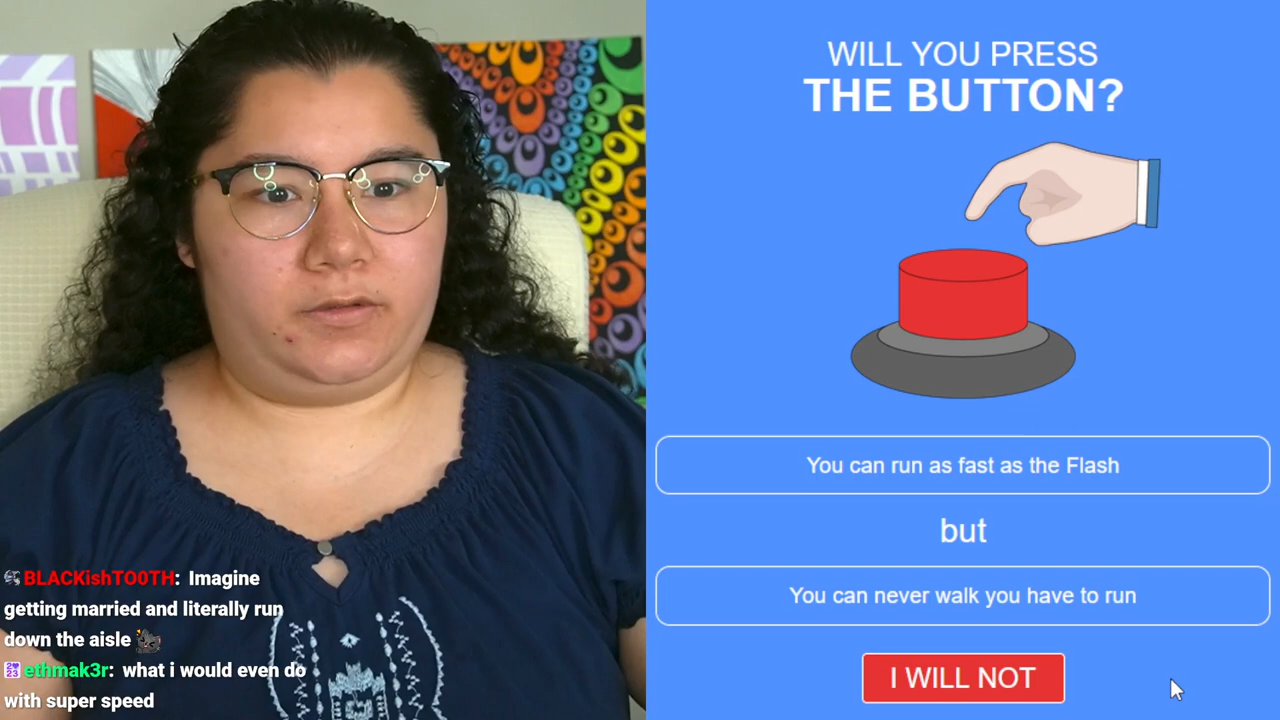 WILL YOU PRESS
THE BUTTON?
You can run as fast as the Flash
but
You can never walk you have to run
I WILL NOT
BLACKishTO0TH: Imagine
getting married and literally run
down the aisle
ethmak3r: what i would even do
with super speed